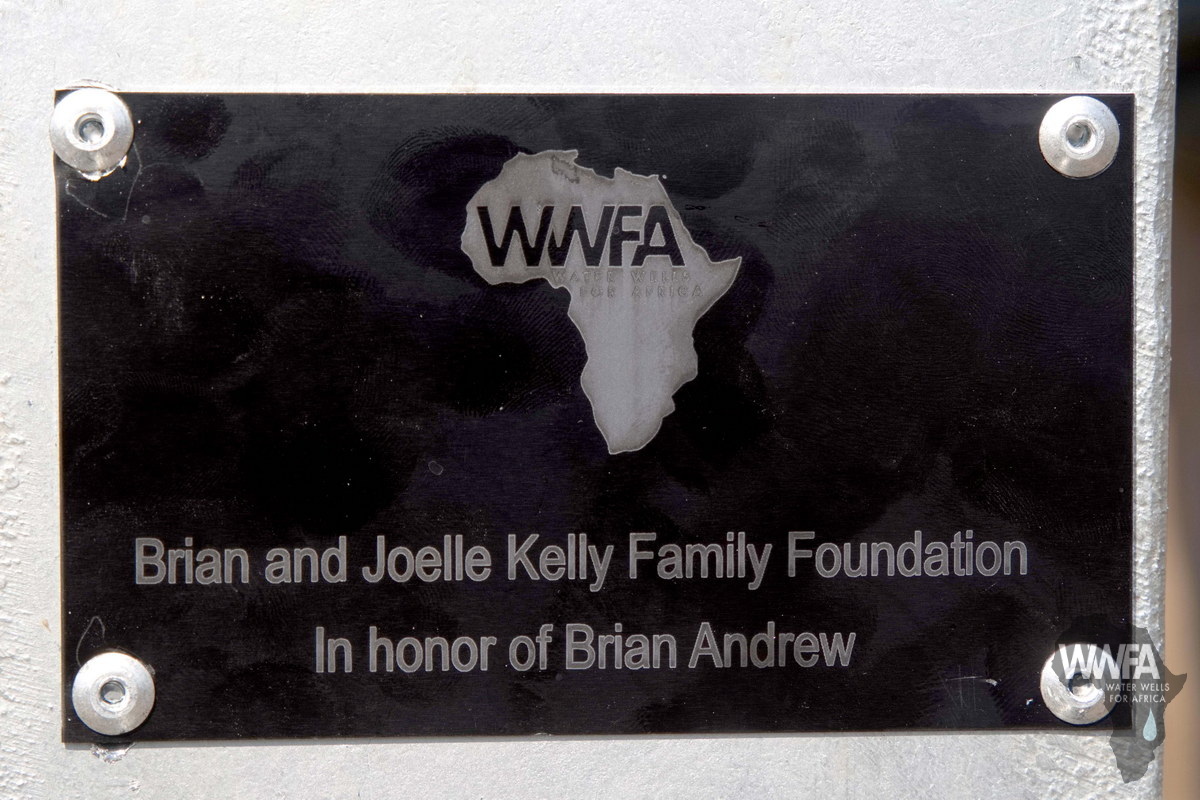 WWFA
WATER WELLS
FOR AFRICA
Brian and Joelle Kelly Family Foundation
In honor of Brian Andrew
WWFA
WATER WELLS
FOR AFRICA